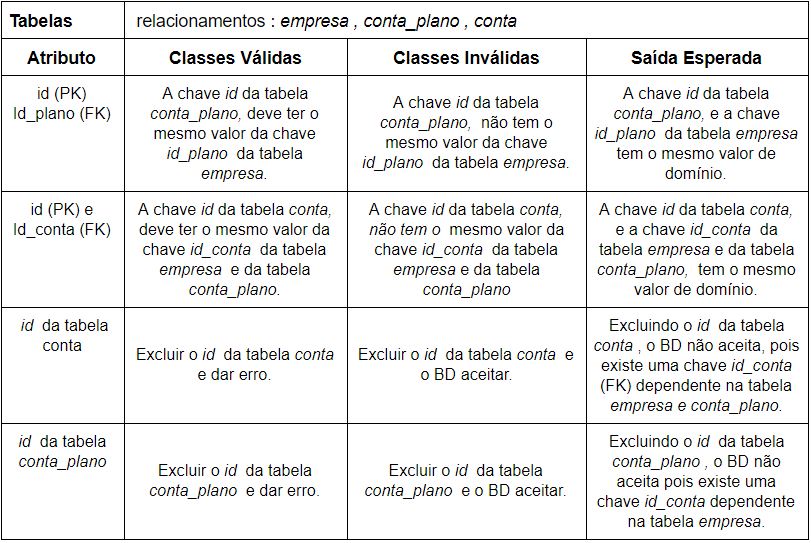 Tabelas
relacionamentos : empresa , conta_plano , conta
Atributo
Classes Válidas
Classes Inválidas
Saída Esperada
id (PK)
Id_plano (FK)
A chave id da tabela
conta_plano, deve ter o
mesmo valor da chave
id_plano da tabela
empresa.
A chave id da tabela
conta_plano, não tem o
mesmo valor da chave
id_plano da tabela empresa.
A chave id da tabela
conta_plano, e a chave
id_plano da tabela empresa
tem o mesmo valor de
domínio.
id (PK) e
Id_conta (FK)
A chave id da tabela conta,
deve ter o mesmo valor da
chave id_conta da tabela
empresa e da tabela
conta_plano.
A chave id da tabela conta,
não tem o mesmo valor da
chave id_conta da tabela
empresa e da tabela
conta_plano
A chave id da tabela conta,
e a chave id_conta da
tabela empresa e da tabela
conta_plano, tem o mesmo
valor de domínio.
id da tabela
conta
Excluir o id da tabela conta
e dar erro.
Excluir o id da tabela conta e
o BD aceitar.
Excluindo o id da tabela
conta , o BD não aceita, pois
existe uma chave id_conta
(FK) dependente na tabela
empresa e conta_plano.
id da tabela
conta_plano
Excluir o id da tabela
conta_plano e dar erro.
Excluir o id da tabela
conta_plano e o BD aceitar.
Excluindo o id da tabela
conta_plano , o BD não
aceita pois existe uma
chave id_conta dependente
na tabela empresa.